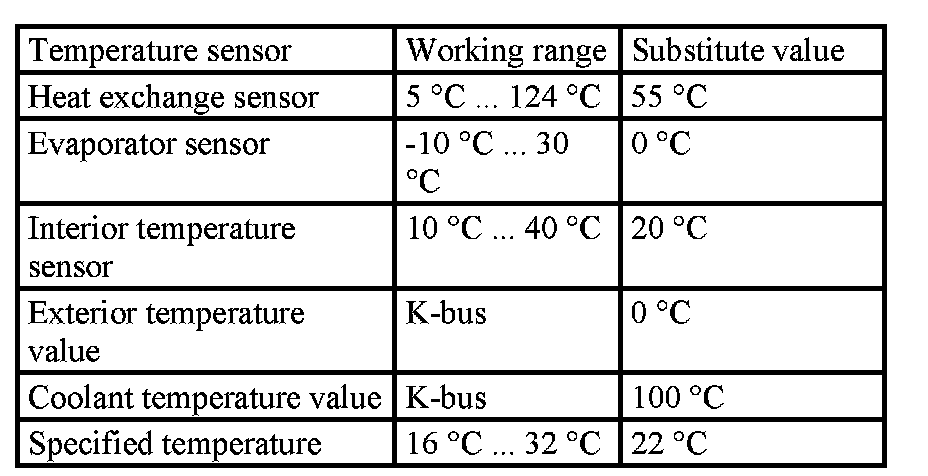 Temperature sensor Working range Substitute value
Heat exchange sensor 5 °C ... 124 °C 55 °C
Evaporator sensor -10 °C ... 30 0 °C
°C
Interior temperature 10 °C ... 40 °C 20 °C
sensor
Exterior temperature K-bus 0 °C
value
Coolant temperature value K-bus 100 °C
Specified temperature 16 °C ... 32 °C 22 °C